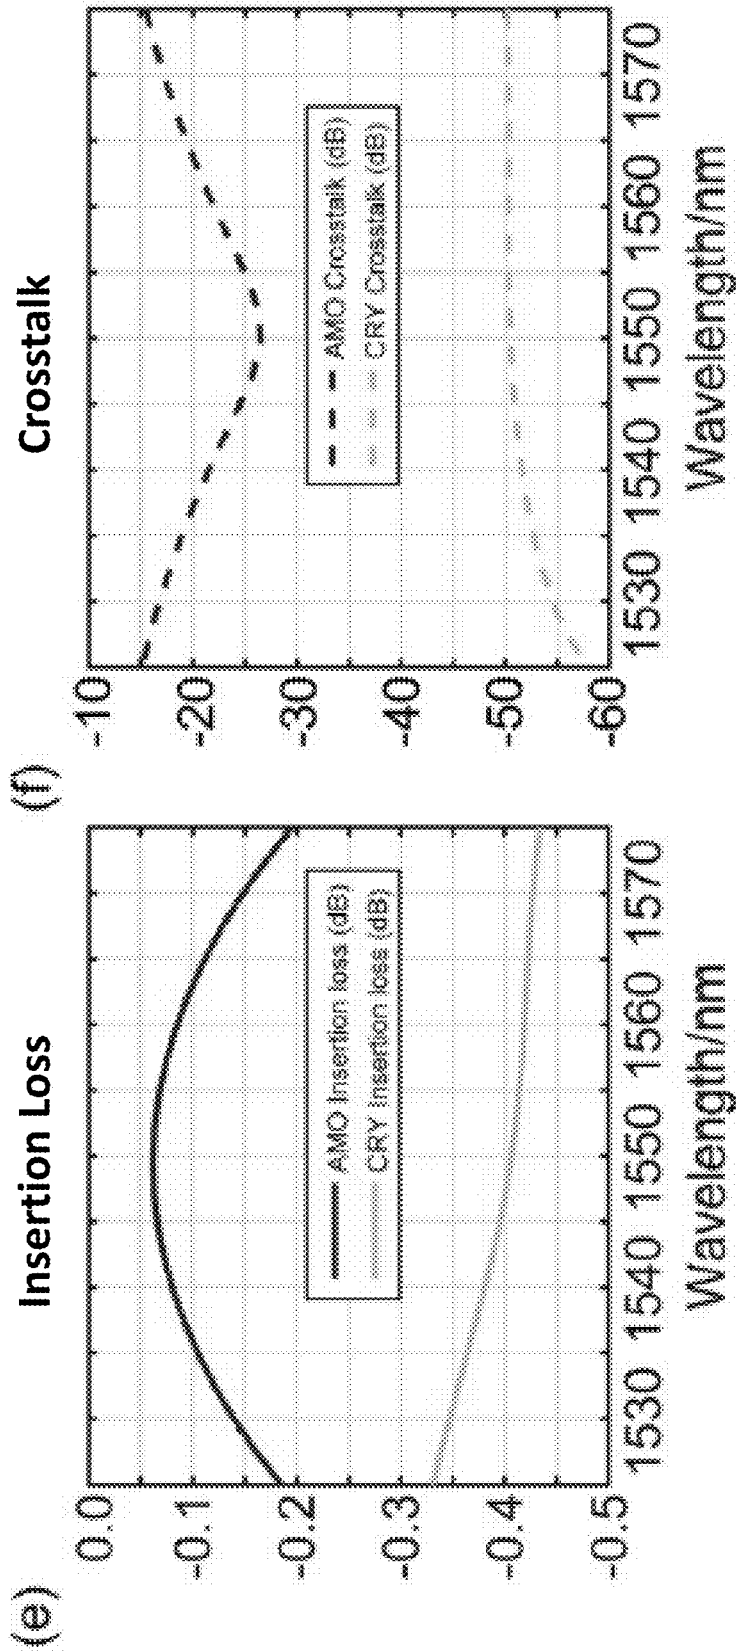 (e)
Insertion Loss
0.0
-0.1
-0.2
-0.3
-0.4
-0.5
AMO Insertion loss (dB)
CRY Insertion loss (dB)
1530 1540 1550 1560 1570
Wavelength/nm
(f)
Crosstalk
-10
-20
-30
-40
-50
-60
AMO Crosstalk (dB)
CRY Crosstalk (dB)
1530 1540 1550 1560 1570
Wavelength/nm